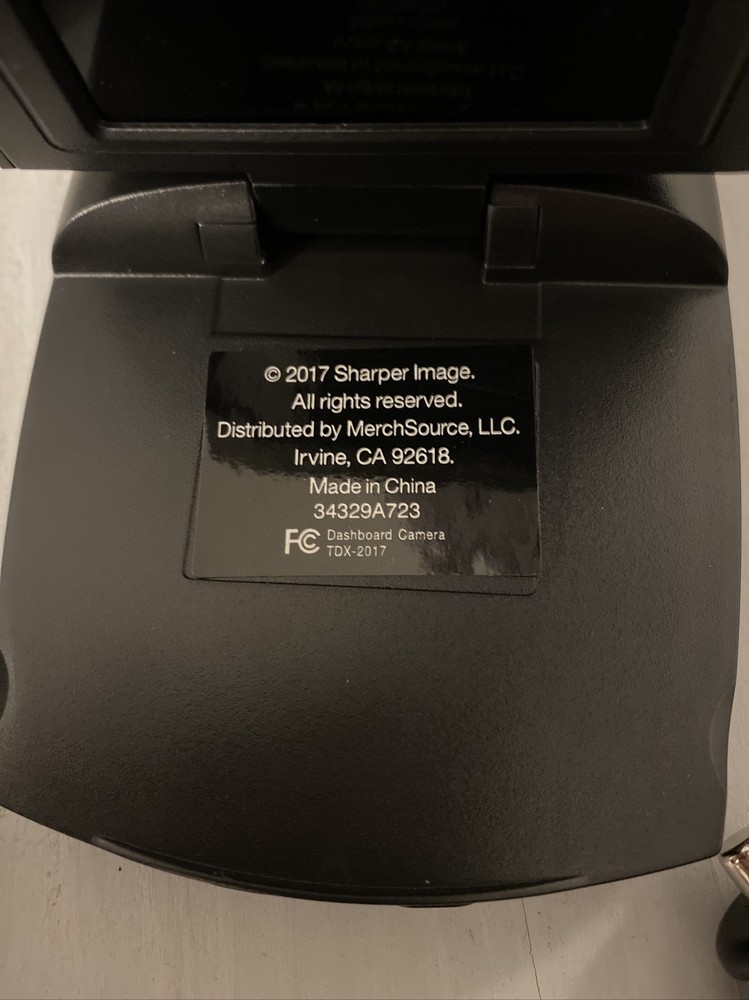 © 2017 Sharper Image.
All rights reserved.
Distributed by MerchSource, LLC.
Irvine, CA 92618.
Made in China
34329A723
FC Dashboard Camera
TDX-2017